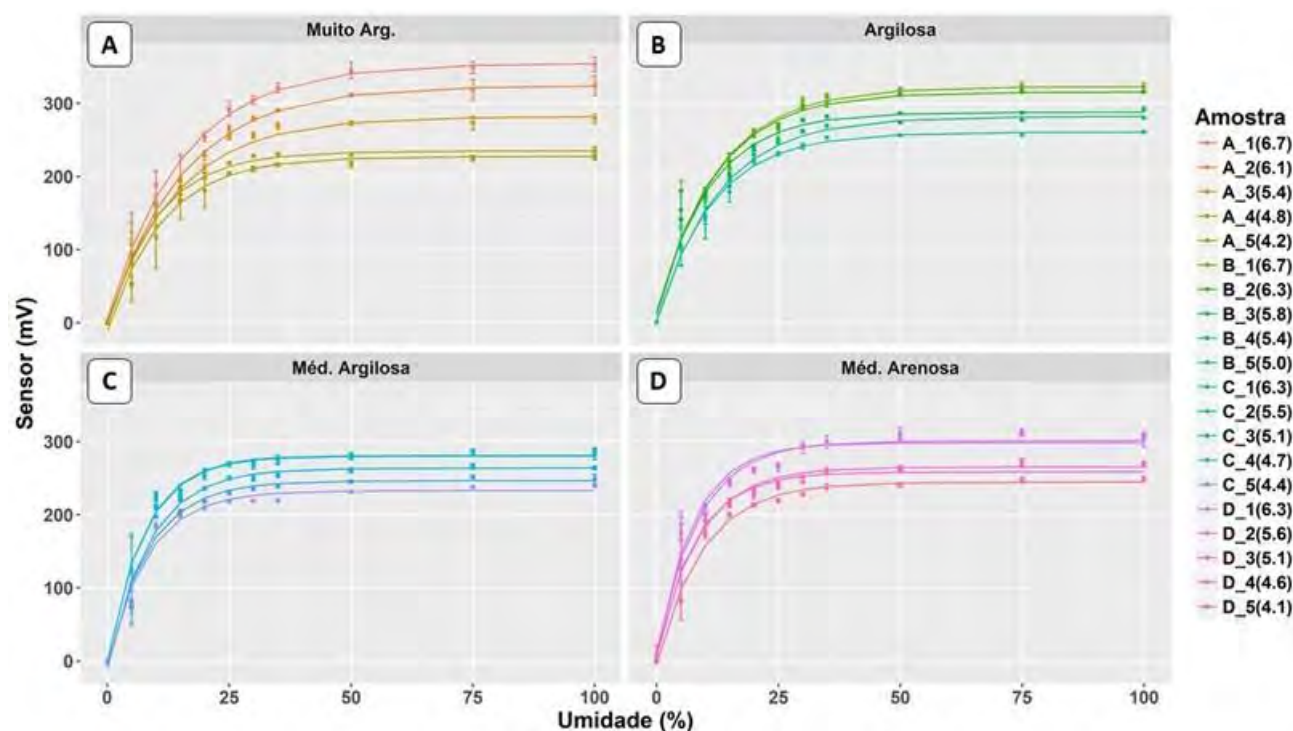 A
Muito Arg.
B
Argilosa
300
200
100
0
C
Méd. Argilosa
D
Méd. Arenosa
300
200
100
0
0
25
50
75
100
0
25
50
75
100
Sensor (mV)
Umidade (%)
Amostra
A_1(6.7)
A_2(6.1)
A_3(5.4)
A_4(4.8)
A_5(4.2)
B_1(6.7)
B_2(6.3)
B_3(5.8)
B_4(5.4)
B_5(5.0)
C_1(6.3)
C_2(5.5)
C_3(5.1)
C_4(4.7)
C_5(4.4)
D_1(6.3)
D_2(5.6)
D_3(5.1)
D_4(4.6)
D_5(4.1)